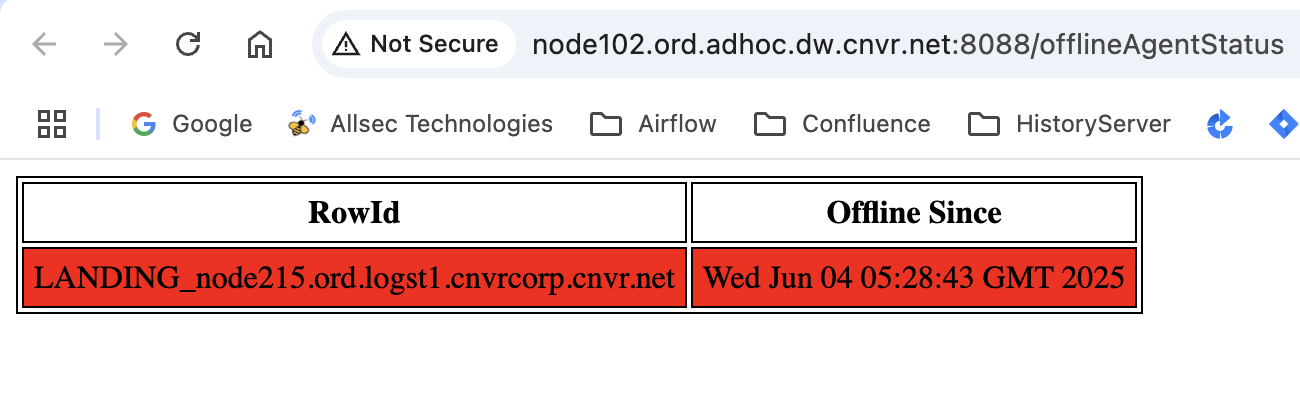 Not Secure node102.ord.adhoc.dw.cnvr.net:8088/offlineAgentStatus
Google Allsec Technologies Airflow Confluence HistoryServer
RowId Offline Since
LANDING_node215.ord.logst1.cnvrcorp.cnvr.net Wed Jun 04 05:28:43 GMT 2025